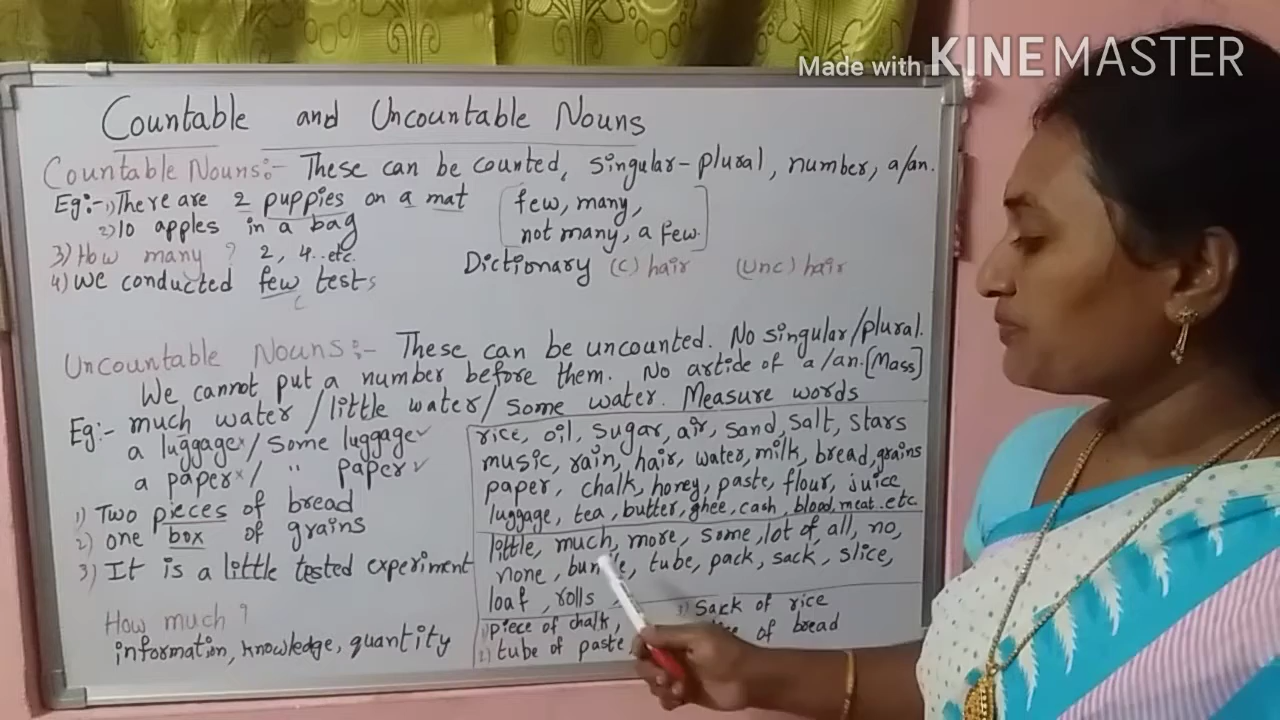 Made with KINEMASTER
Countable and Uncountable Nouns
Countable Nouns:- These can be counted, singular-plural, number, a/an.
Eg:- 1) There are 2 puppies on a mat
2) 10 apples in a bag
few, many,
not many, a few.
3) How many? 2, 4..etc.
4) We conducted few tests
C
Dictionary (C) hair (Unc) hair
Uncountable Nouns:- These can be uncounted. No singular/plural.
We cannot put a number before them. No article of a/an. [Mass]
Eg:- much water/little water/some water. Measure words
a luggage x/some luggage ✓
a paper x/ " paper ✓
1) Two pieces of bread
2) one box of grains
3) It is a little tested experiment
How much?
information, knowledge, quantity
rice, oil, sugar, air, sand, salt, stars
music, rain, hair, water, milk, bread, grains
paper, chalk, honey, paste, flour, juice
luggage, tea, butter, ghee, cash, blood, meat..etc
little, much, more, some, lot of, all, no,
none, tube, pack, sack, slice,
loaf, rolls
1) piece of chalk,
2) tube of paste,
3) Sack of rice
of bread